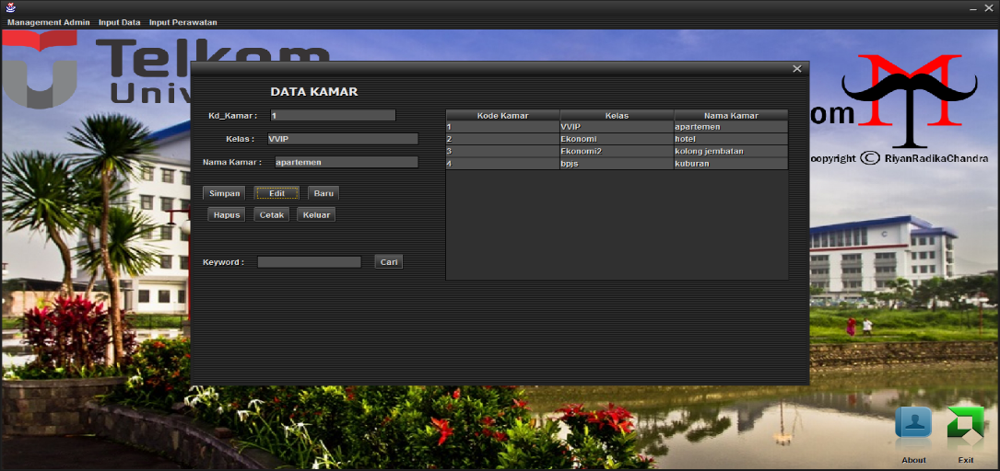 Management Admin Input Data Input Perawatan
Telkom
Univ
DATA KAMAR
Kd_Kamar : 1
Kelas : VVIP
Nama Kamar : apartemen
Simpan Edit Baru
Hapus Cetak Keluar
Keyword : Cari
Kode Kamar Kelas Nama Kamar
1 VVIP apartemen
2 Ekonomi hotel
3 Ekonomi2 kolong jembatan
4 bpjs kuburan
om
MT
copyright © RiyanRadikaChandra
About Exit